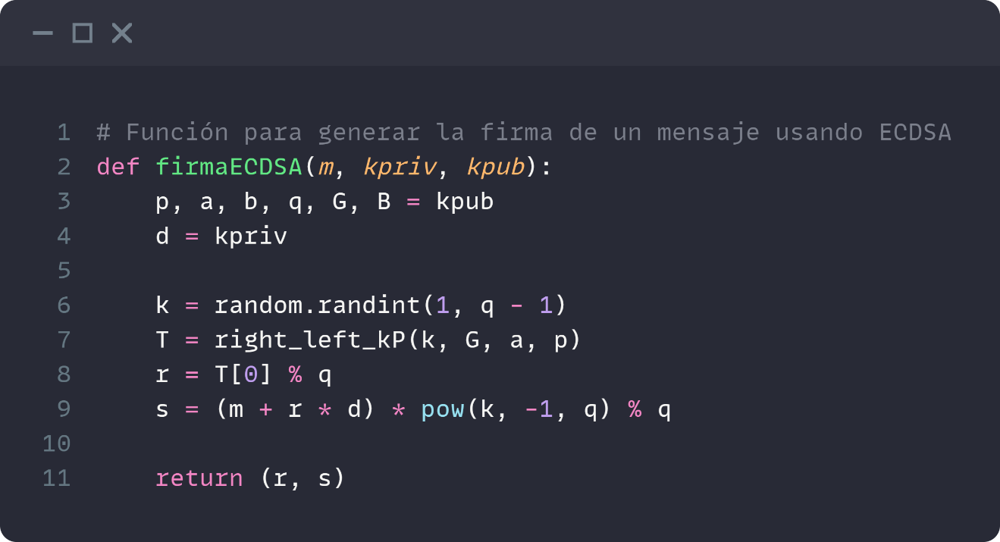 1 # Función para generar la firma de un mensaje usando ECDSA
2 def firmaECDSA(m, kpriv, kpub):
3     p, a, b, q, G, B = kpub
4     d = kpriv
5
6     k = random.randint(1, q - 1)
7     T = right_left_kP(k, G, a, p)
8     r = T[0] % q
9     s = (m + r * d) * pow(k, -1, q) % q
10
11     return (r, s)